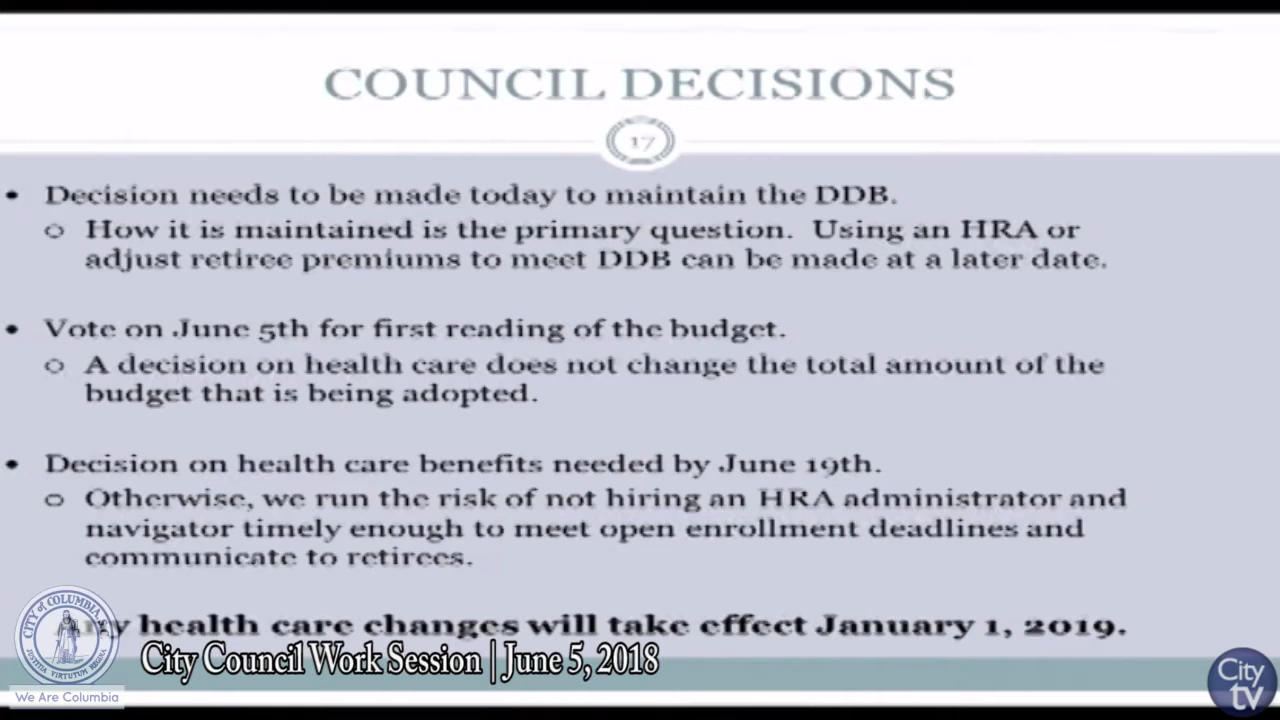 COUNCIL DECISIONS
17
• Decision needs to be made today to maintain the DDB.
o How it is maintained is the primary question. Using an HRA or
adjust retiree premiums to meet DDB can be made at a later date.
• Vote on June 5th for first reading of the budget.
o A decision on health care does not change the total amount of the
budget that is being adopted.
• Decision on health care benefits needed by June 19th.
o Otherwise, we run the risk of not hiring an HRA administrator and
navigator timely enough to meet open enrollment deadlines and
communicate to retirees.
health care changes will take effect January 1, 2019.
City Council Work Session | June 5, 2018
CITY OF COLUMBIA, S.C.
JUSTITIA VIRTUTUM REGINA
We Are Columbia
City
tv